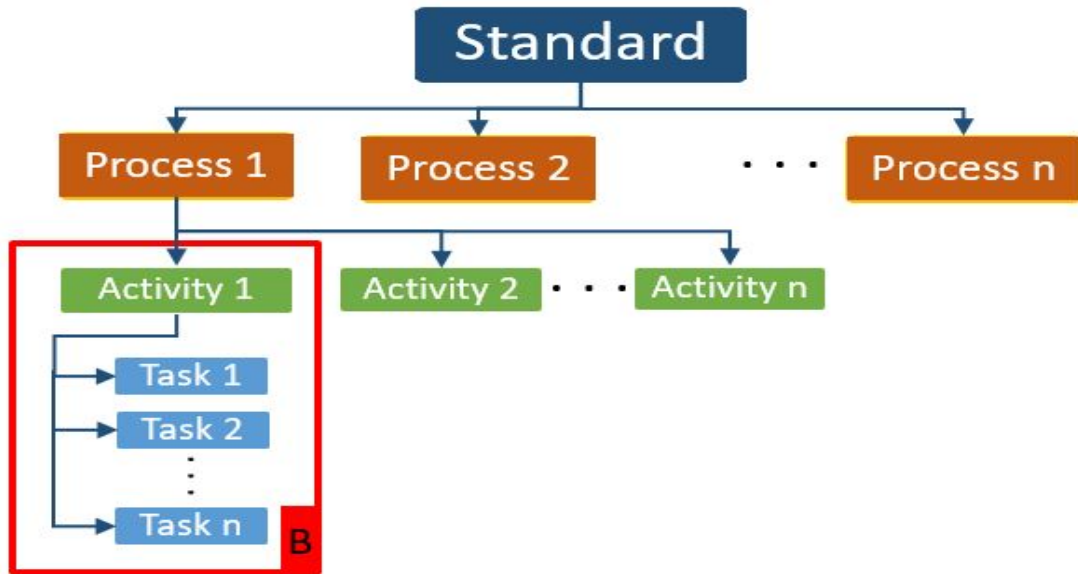 Standard
Process 1
Process 2
. . .
Process n
Activity 1
Activity 2
. . .
Activity n
Task 1
Task 2
Task n
B